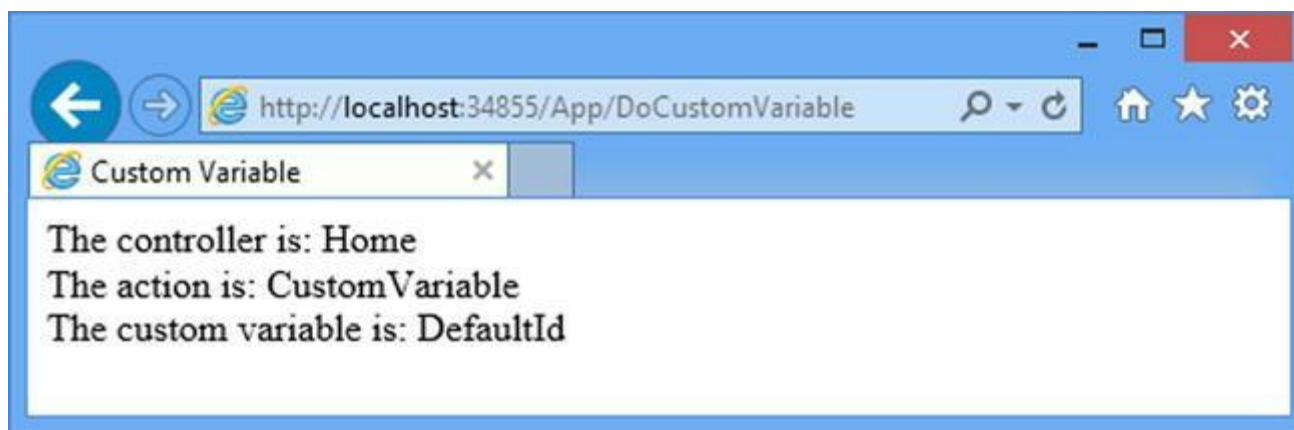 http://localhost:34855/App/DoCustomVariable
Custom Variable
The controller is: Home
The action is: CustomVariable
The custom variable is: DefaultId